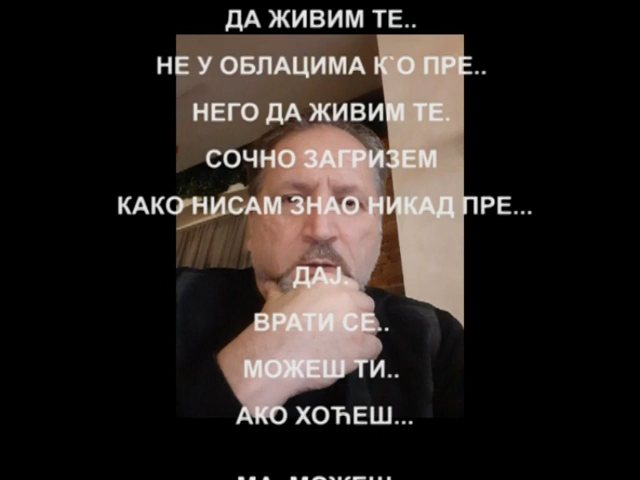 ДА ЖИВИМ ТЕ..
НЕ У ОБЛАЦИМА К`О ПРЕ..
НЕГО ДА ЖИВИМ ТЕ.
СОЧНО ЗАГРИЗЕМ
КАКО НИСАМ ЗНАО НИКАД ПРЕ...
ДАЈ.
ВРАТИ СЕ..
МОЖЕШ ТИ..
АКО ХОЋЕШ...